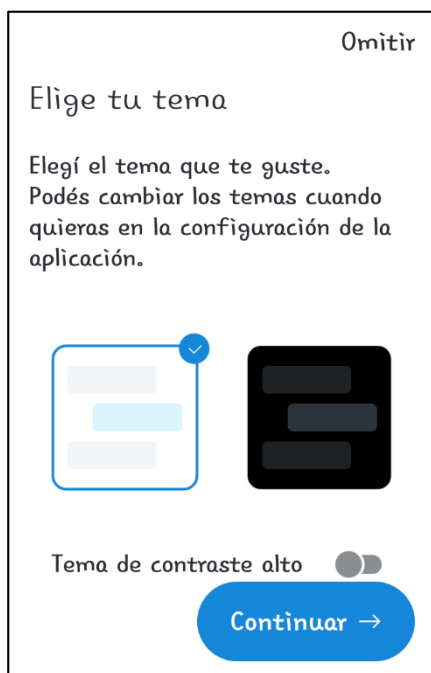 Omitir
Elige tu tema
Elegí el tema que te guste.
Podés cambiar los temas cuando
quieras en la configuración de la
aplicación.
Tema de contraste alto
Continuar →